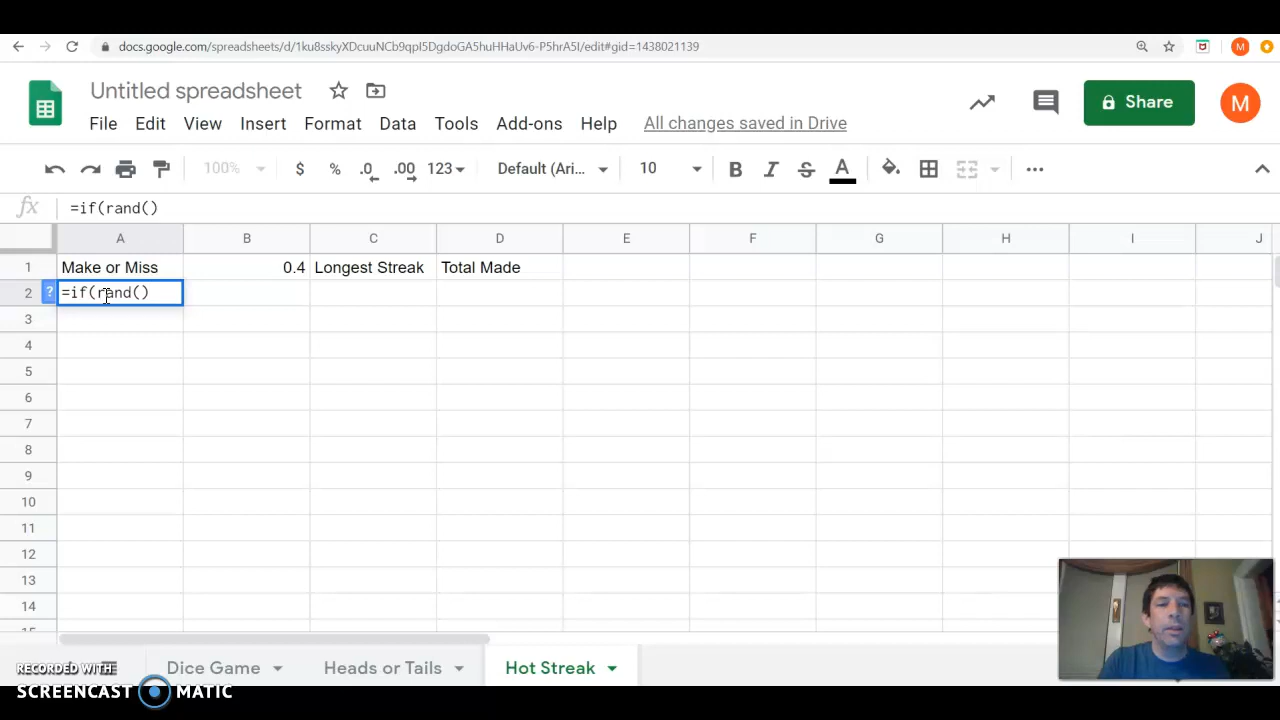 docs.google.com/spreadsheets/d/1ku8sskyXDcuuNCb9qpI5DgdoGA5huHHaUv6-P5hrA5I/edit#gid=1438021139
M
Untitled spreadsheet
File Edit View Insert Format Data Tools Add-ons Help All changes saved in Drive
Share
M
100% $ % .0 .00 123 Default (Ari... 10 B I S A
fx =if(rand()
A B C D E F G H I J
1 Make or Miss 0.4 Longest Streak Total Made
2 ? =if(rand()
3
4
5
6
7
8
9
10
11
12
13
14
15
Dice Game Heads or Tails Hot Streak
RECORDED WITH
SCREENCAST MATIC